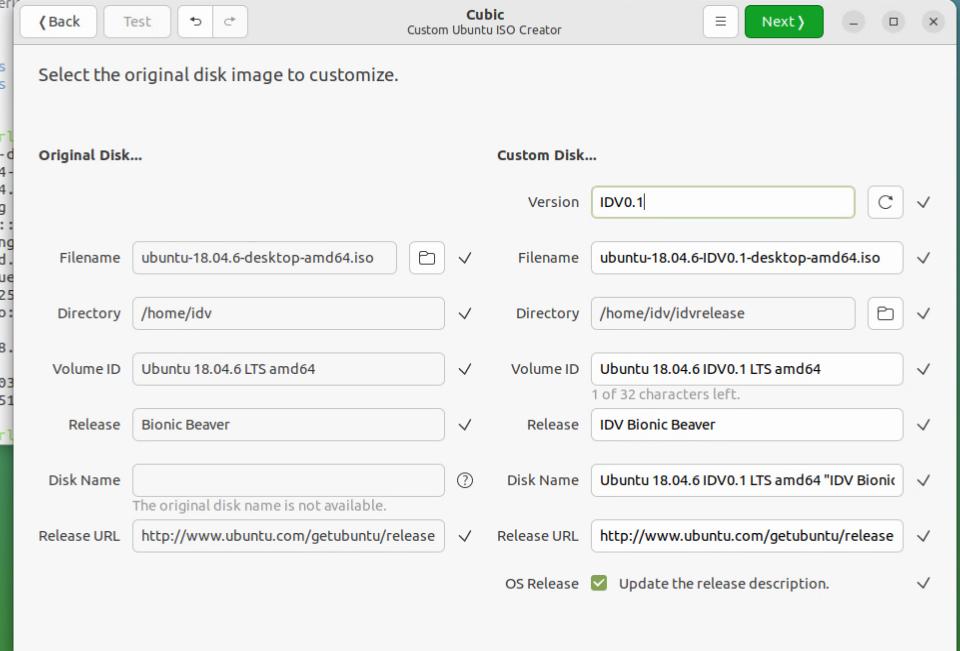 Back
Test
Cubic
Custom Ubuntu ISO Creator
Next
Select the original disk image to customize.
Original Disk...
Custom Disk...
Version IDV0.1
Filename ubuntu-18.04.6-desktop-amd64.iso
Filename ubuntu-18.04.6-IDV0.1-desktop-amd64.iso
Directory /home/idv
Directory /home/idv/idvrelease
Volume ID Ubuntu 18.04.6 LTS amd64
Volume ID Ubuntu 18.04.6 IDV0.1 LTS amd64
1 of 32 characters left.
Release Bionic Beaver
Release IDV Bionic Beaver
Disk Name
Disk Name Ubuntu 18.04.6 IDV0.1 LTS amd64 "IDV Bionic
The original disk name is not available.
Release URL http://www.ubuntu.com/getubuntu/release
Release URL http://www.ubuntu.com/getubuntu/release
OS Release Update the release description.